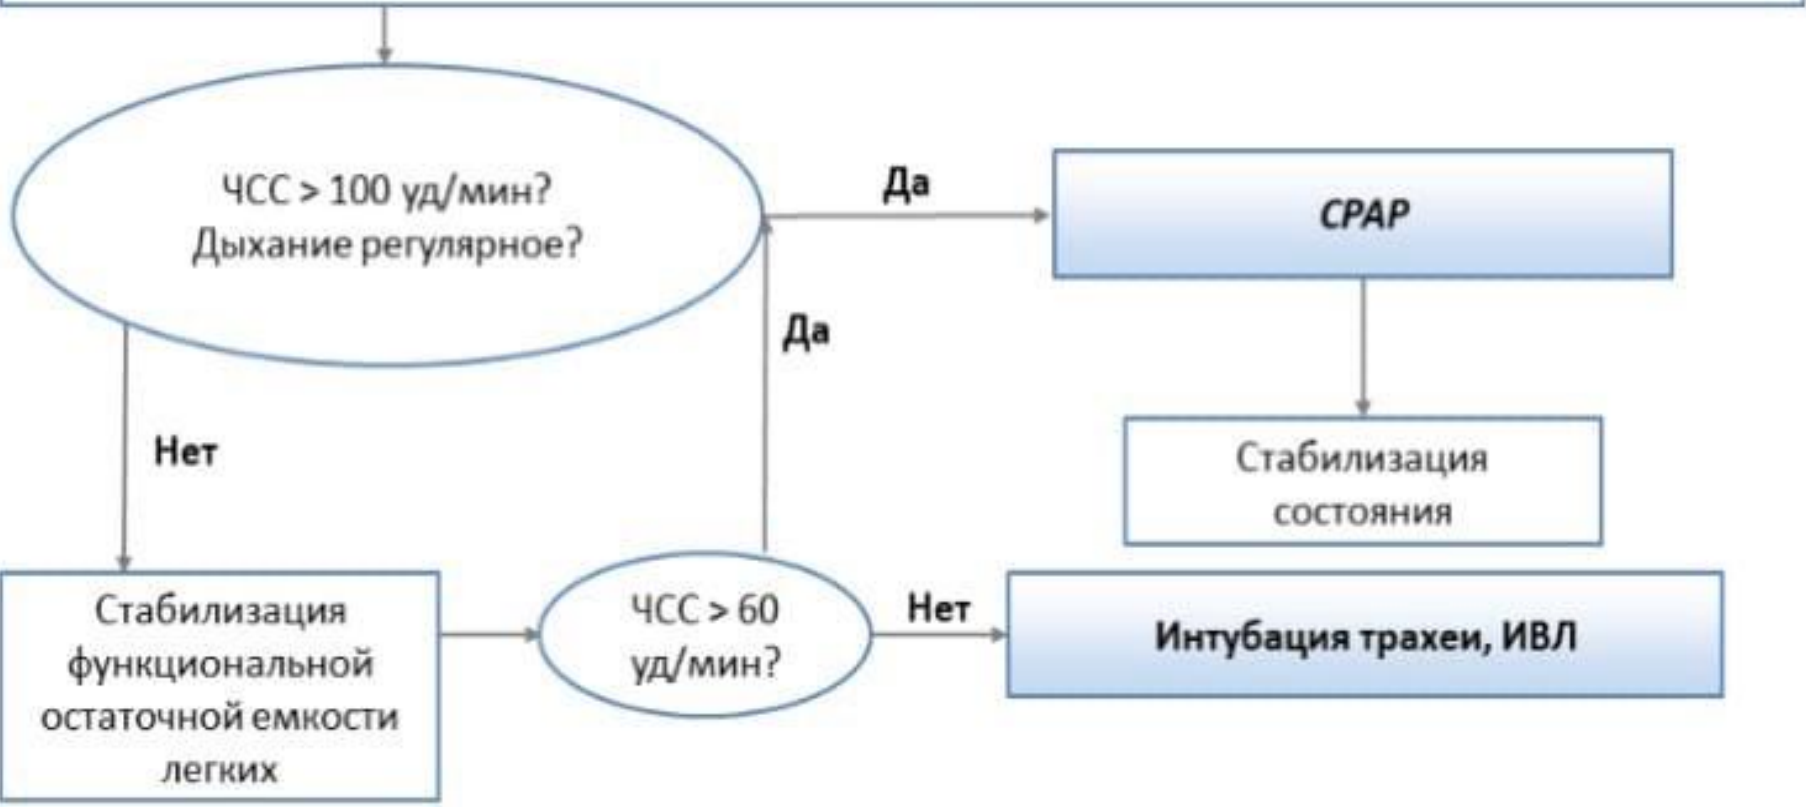 ЧСС > 100 уд/мин?
Дыхание регулярное?
Да
CPAP
Да
Нет
Стабилизация
состояния
Стабилизация
функциональной
остаточной емкости
легких
ЧСС > 60
уд/мин?
Нет
Интубация трахеи, ИВЛ